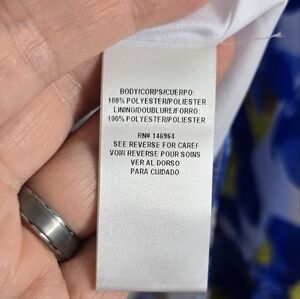 BODY/CORPS/CUERPO:
100% POLYESTER/POLIESTER
LINING/DOUBLURE/FORRO:
100% POLYESTER/POLIESTER
RN# 146964
SEE REVERSE FOR CARE/
VOIR REVERSE POUR SOINS
VER AL DORSO
PARA CUIDADO